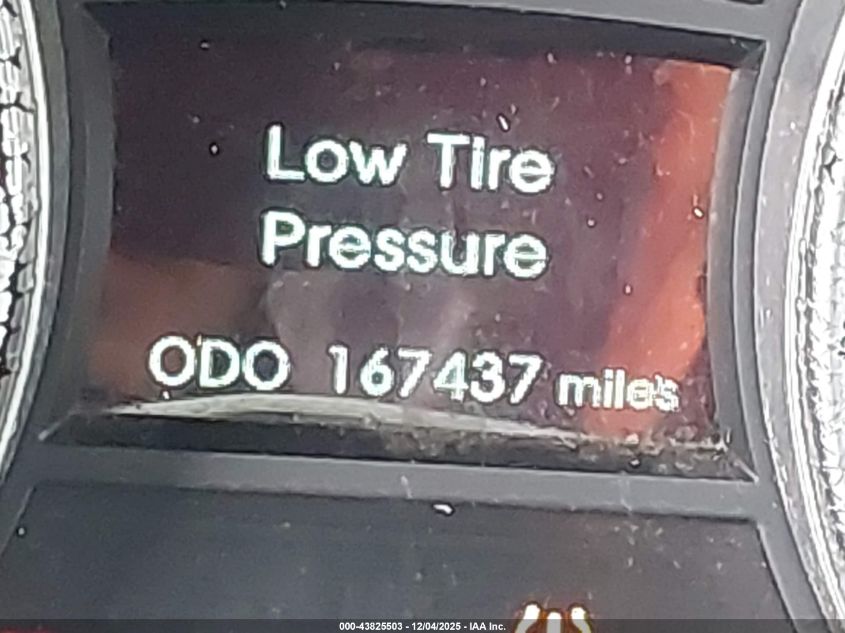 Low Tire
Pressure
ODO 167437 miles
000-43825503 - 12/04/2025 - IAA Inc.